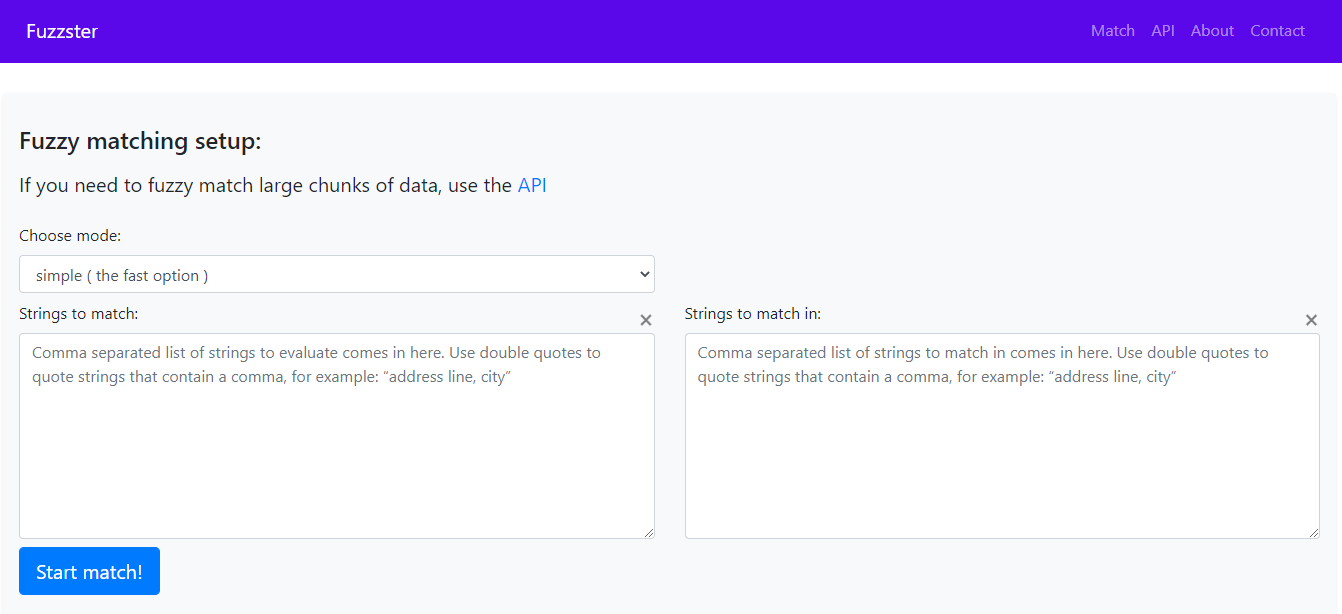 Fuzzster
Match API About Contact
Fuzzy matching setup:
If you need to fuzzy match large chunks of data, use the API
Choose mode:
simple ( the fast option )
Strings to match:
Comma separated list of strings to evaluate comes in here. Use double quotes to
quote strings that contain a comma, for example: “address line, city”
Strings to match in:
Comma separated list of strings to match in comes in here. Use double quotes to
quote strings that contain a comma, for example: “address line, city”
Start match!